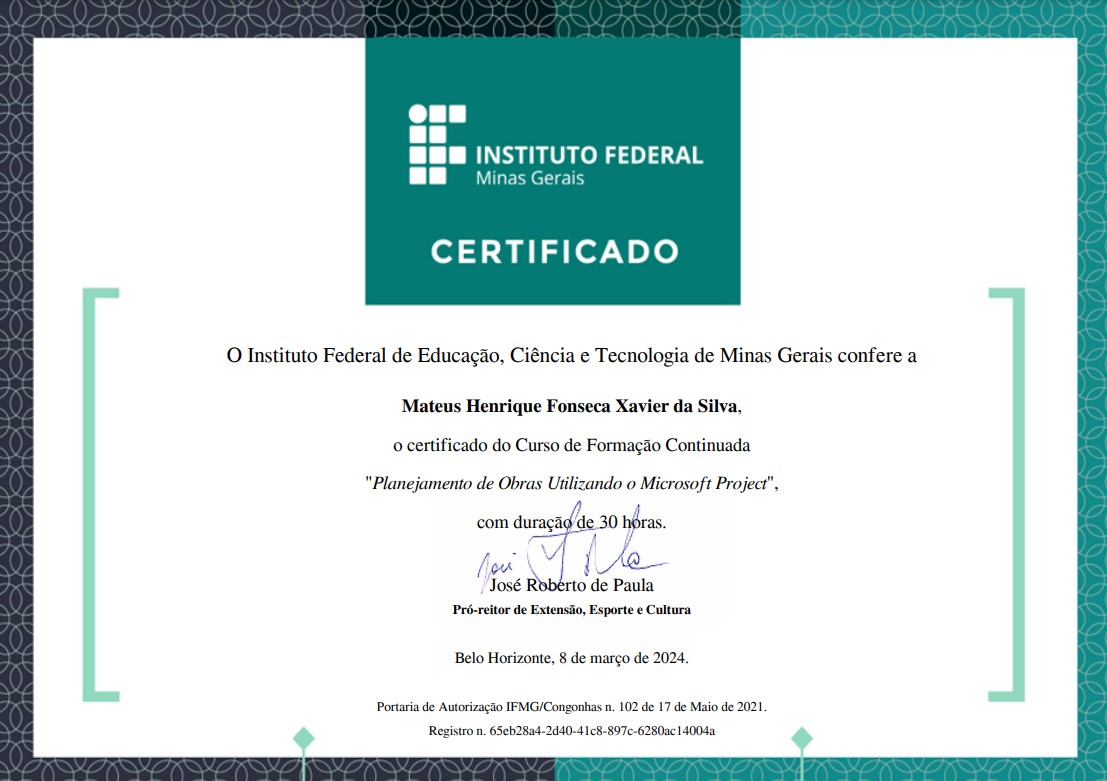 INSTITUTO FEDERAL
Minas Gerais
CERTIFICADO
O Instituto Federal de Educação, Ciência e Tecnologia de Minas Gerais confere a
Mateus Henrique Fonseca Xavier da Silva,
o certificado do Curso de Formação Continuada
"Planejamento de Obras Utilizando o Microsoft Project",
com duração de 30 horas.
José Roberto de Paula
Pró-reitor de Extensão, Esporte e Cultura
Belo Horizonte, 8 de março de 2024.
Portaria de Autorização IFMG/Congonhas n. 102 de 17 de Maio de 2021.
Registro n. 65eb28a4-2d40-41c8-897c-6280ac14004a